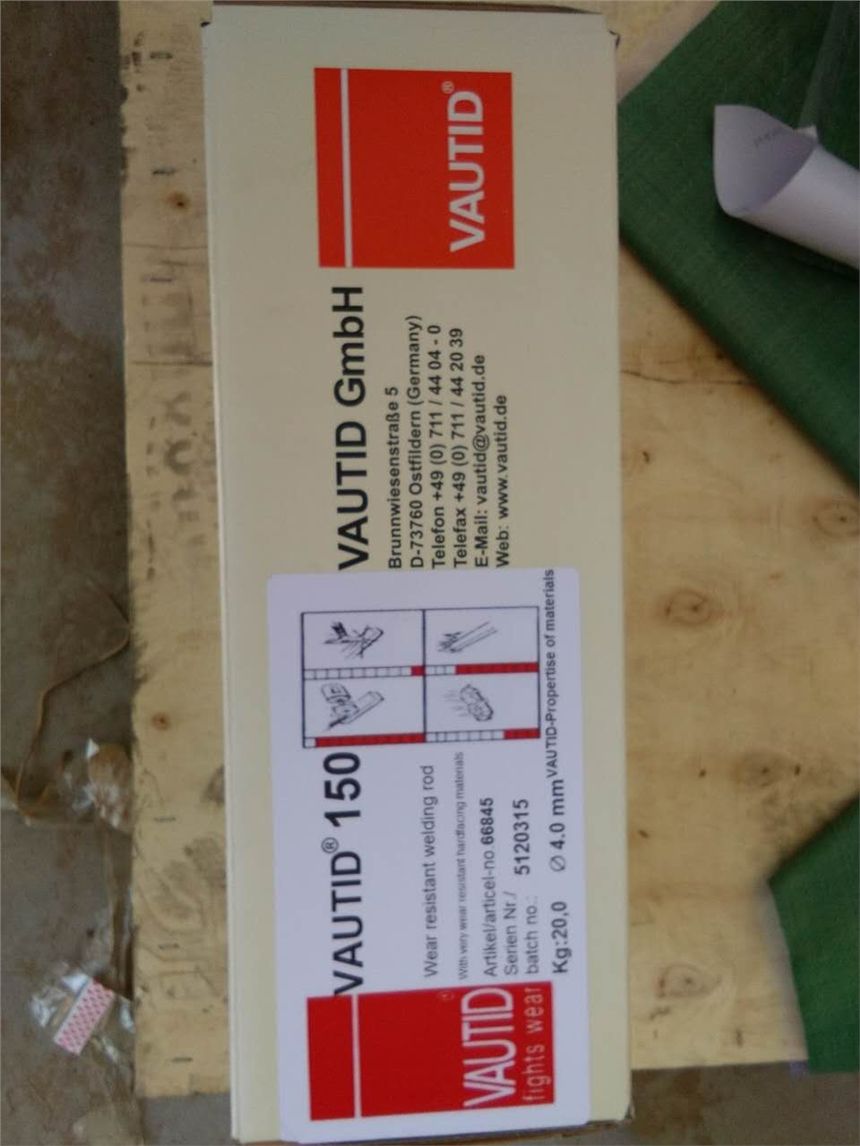 VAUTID®
fights wear
VAUTID® 150
Wear resistant welding rod
With very wear resistant hardfacing materials
Artikel/articel-no.66845
Serien Nr./
batch no.: 5120315
Kg:20,0 Ø 4.0 mm
VAUTID-Propertise of materials
VAUTID GmbH
Brunnwiesenstraße 5
D-73760 Ostfildern (Germany)
Telefon +49 (0) 711 / 44 04 - 0
Telefax +49 (0) 711 / 44 20 39
E-Mail: vautid@vautid.de
Web: www.vautid.de
VAUTID®